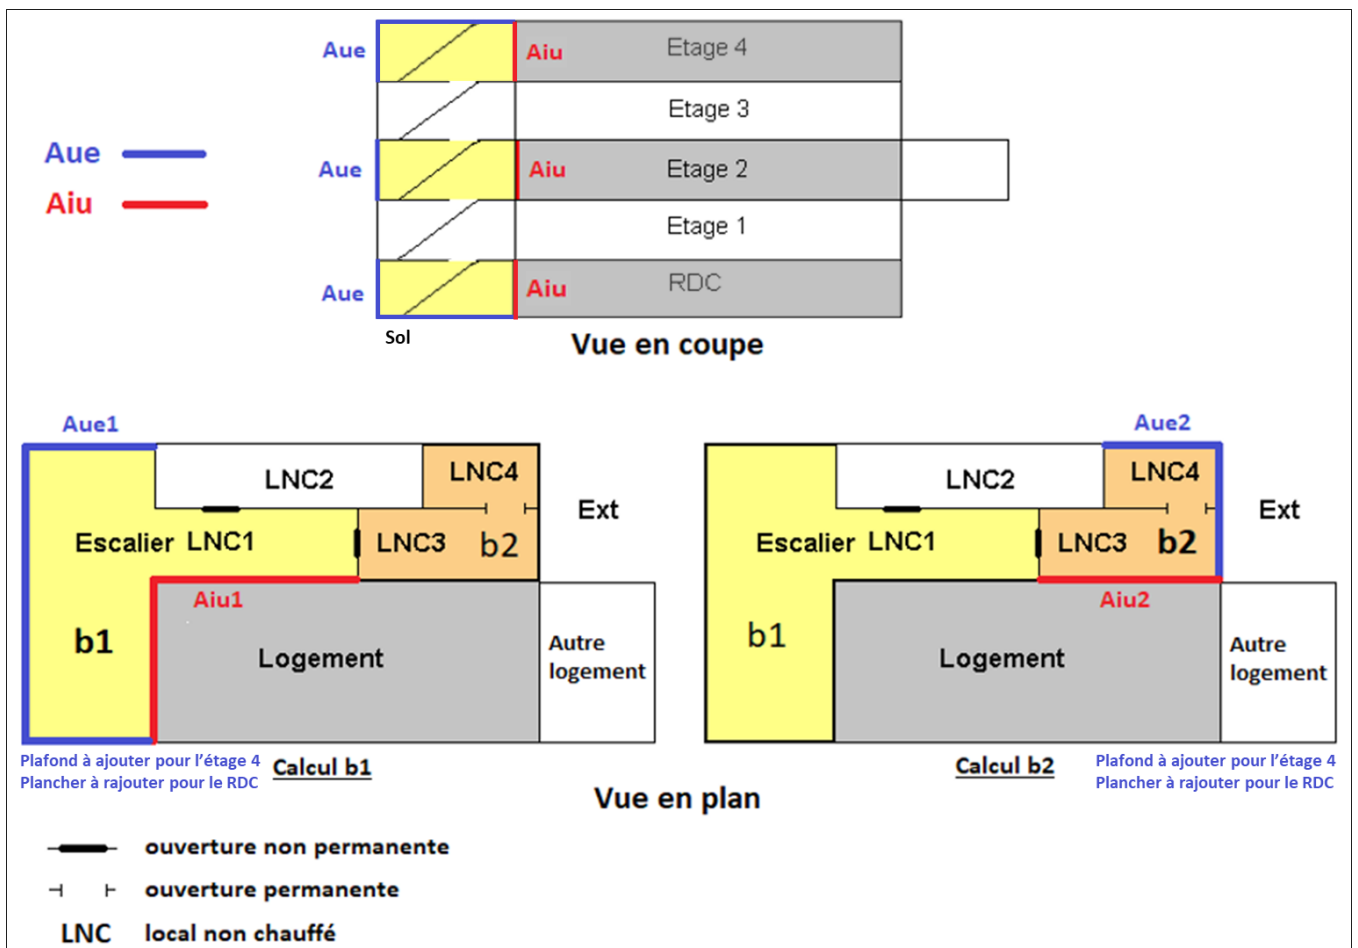 Aue
Aiu
Aue
Aiu
Etage 4
Etage 3
Aue
Aiu
Etage 2
Etage 1
Aue
Aiu
RDC
Sol
Vue en coupe
Aue1
LNC2
LNC4
Ext
Escalier LNC1
LNC3
b2
Aiu1
b1
Logement
Autre
logement
Plafond à ajouter pour l'étage 4
Plancher à rajouter pour le RDC
Calcul b1
Aue2
LNC2
LNC4
Ext
Escalier LNC1
LNC3
b2
Aiu2
b1
Logement
Autre
logement
Calcul b2
Plafond à ajouter pour l'étage 4
Plancher à rajouter pour le RDC
Vue en plan
ouverture non permanente
ouverture permanente
LNC local non chauffé